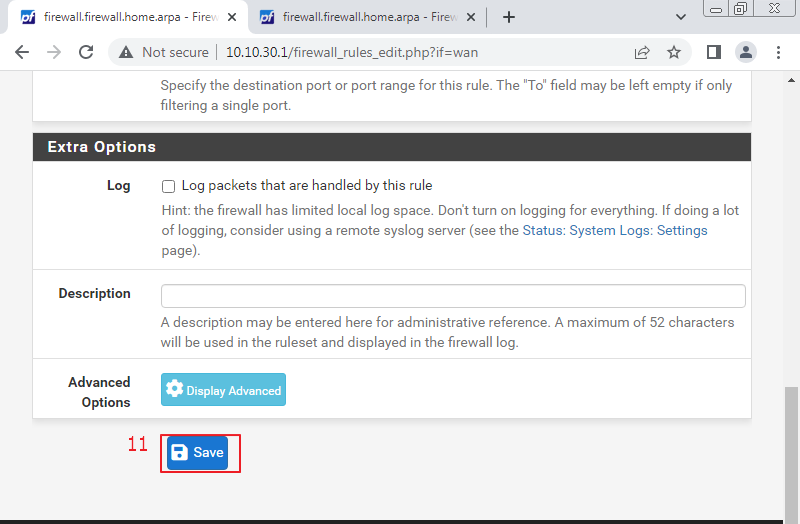 firewall.firewall.home.arpa - Firew
firewall.firewall.home.arpa - Firew
Not secure
10.10.30.1/firewall_rules_edit.php?if=wan
Specify the destination port or port range for this rule. The "To" field may be left empty if only
filtering a single port.
Extra Options
Log
Log packets that are handled by this rule
Hint: the firewall has limited local log space. Don't turn on logging for everything. If doing a lot
of logging, consider using a remote syslog server (see the Status: System Logs: Settings
page).
Description
A description may be entered here for administrative reference. A maximum of 52 characters
will be used in the ruleset and displayed in the firewall log.
Advanced
Options
Display Advanced
11
Save